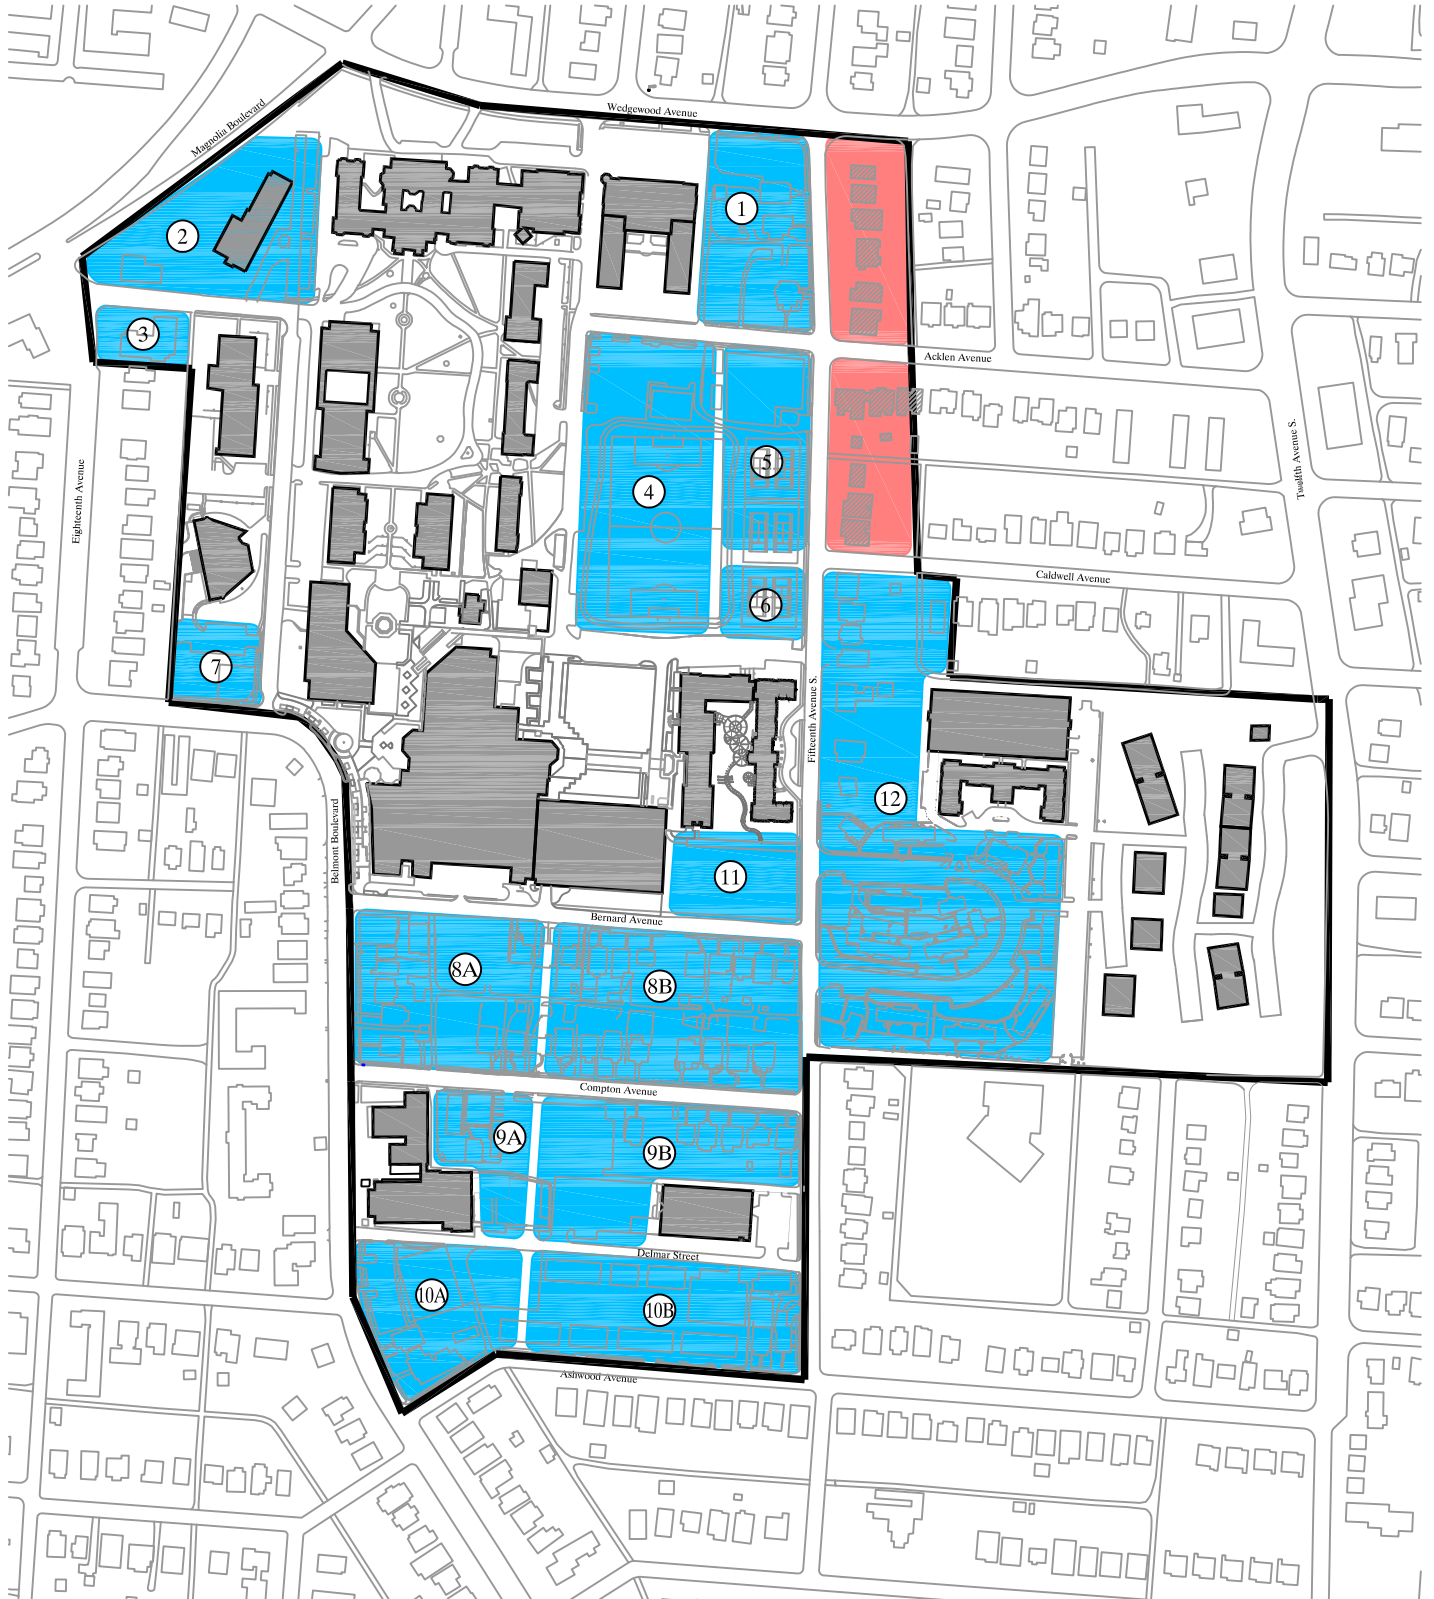 Wedgewood Avenue
Magnolia Boulevard
1
2
3
Acklen Avenue
Twelfth Avenue S.
Eighteenth Avenue
5
4
Caldwell Avenue
6
7
Fifteenth Avenue S.
12
Belmont Boulevard
11
Bernard Avenue
8A
8B
Compton Avenue
9A
9B
Delmar Street
10A
10B
Ashwood Avenue